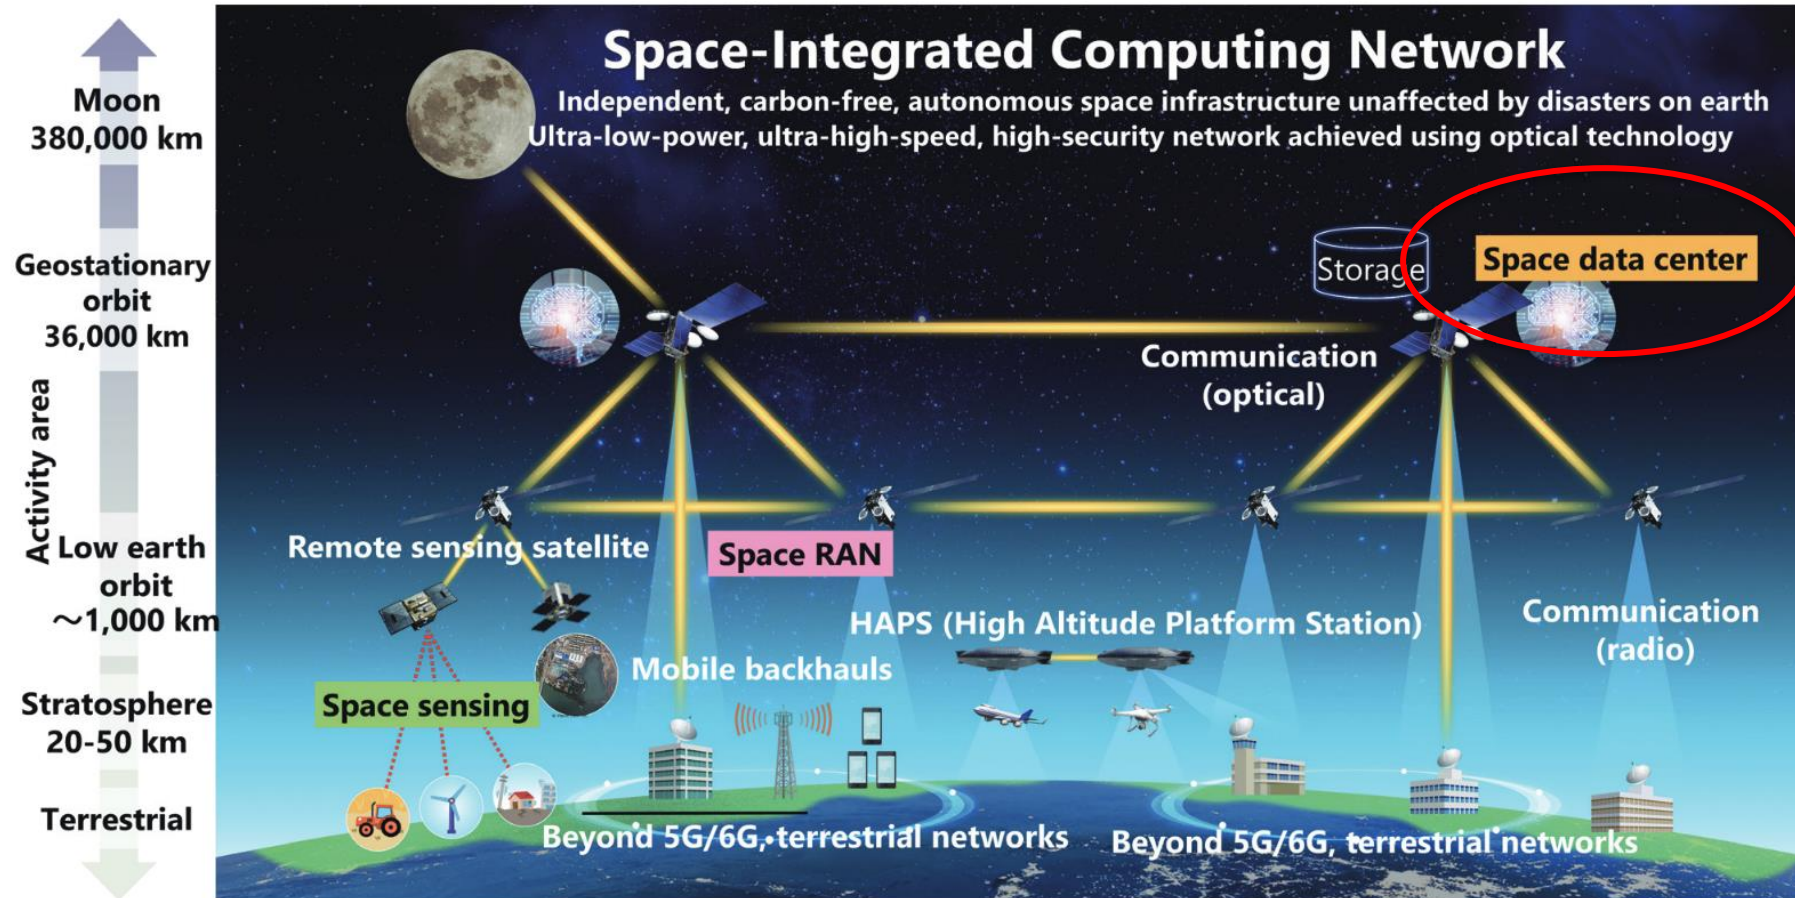 Space-Integrated Computing Network
Independent, carbon-free, autonomous space infrastructure unaffected by disasters on earth
Ultra-low-power, ultra-high-speed, high-security network achieved using optical technology
Moon
380,000 km
Geostationary
orbit
36,000 km
Activity area
Low earth
orbit
~1,000 km
Stratosphere
20-50 km
Terrestrial
Storage
Space data center
Communication
(optical)
Remote sensing satellite
Space RAN
HAPS (High Altitude Platform Station)
Communication
(radio)
Mobile backhauls
Space sensing
Beyond 5G/6G, terrestrial networks
Beyond 5G/6G, terrestrial networks